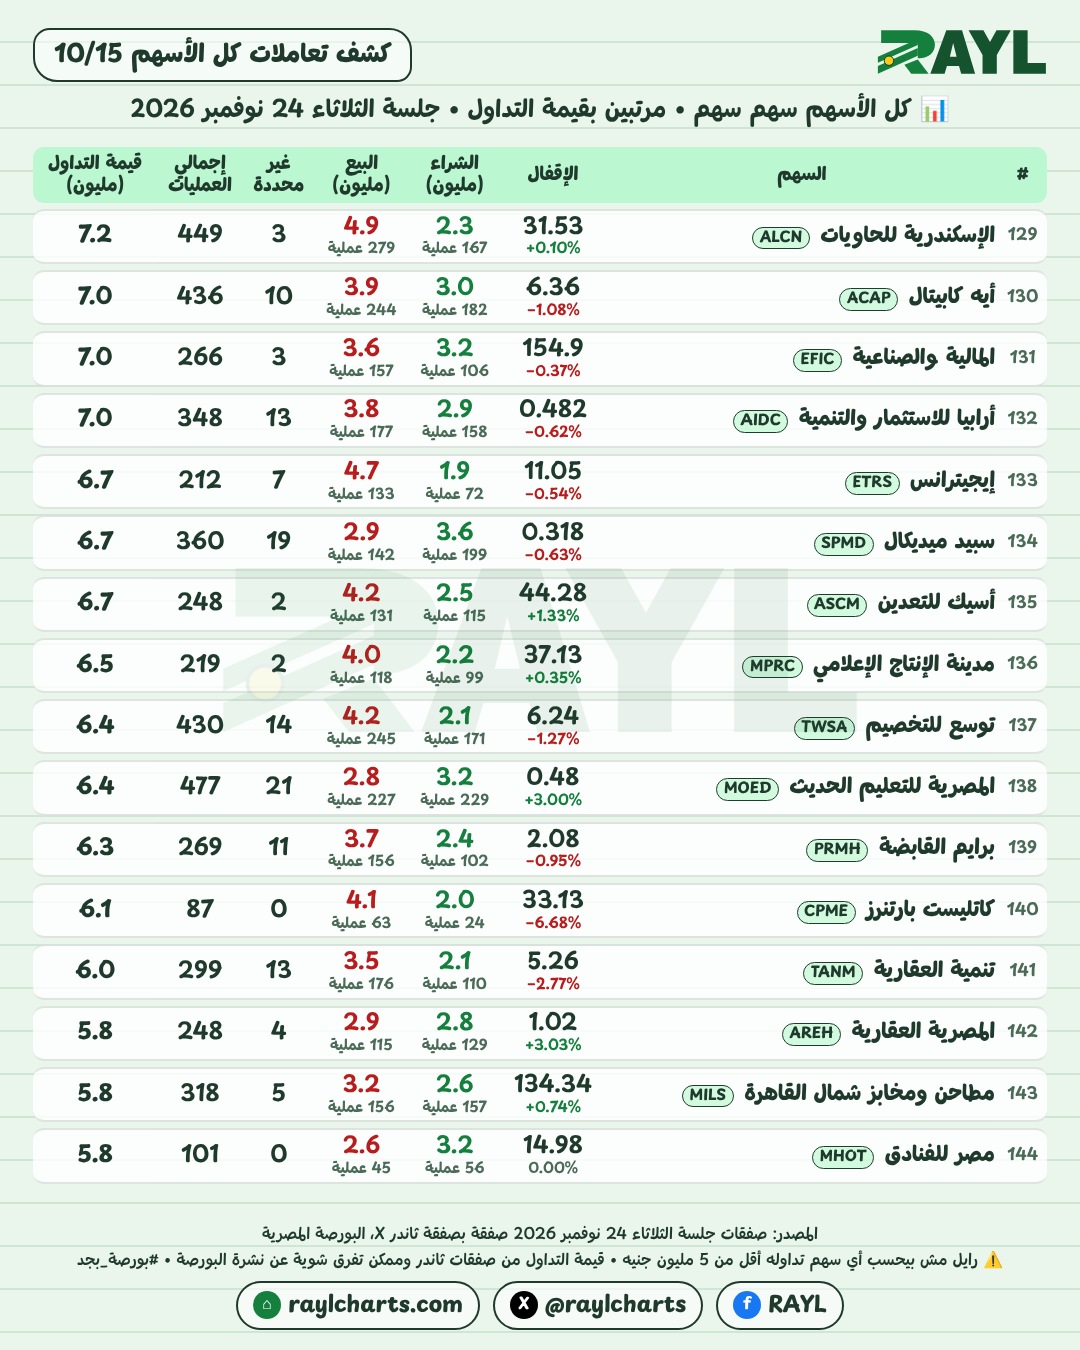 RAYL
كشف تعاملات كل الأسهم 10/15
📊 كل الأسهم سهم سهم • مرتبين بقيمة التداول • جلسة الثلاثاء 24 نوفمبر 2026
# السهم الإقفال الشراء (مليون) البيع (مليون) غير محددة إجمالي العمليات قيمة التداول (مليون)
129 الإسكندرية للحاويات ALCN 31.53 2.3 4.9 3 449 7.2
+0.10% 167 عملية 279 عملية
130 أيه كابيتال ACAP 6.36 3.0 3.9 10 436 7.0
-1.08% 182 عملية 244 عملية
131 المالية والصناعية EFIC 154.9 3.2 3.6 3 266 7.0
-0.37% 106 عملية 157 عملية
132 أرابيا للاستثمار والتنمية AIDC 0.482 2.9 3.8 13 348 7.0
-0.62% 158 عملية 177 عملية
133 إيجيترانس ETRS 11.05 1.9 4.7 7 212 6.7
-0.54% 72 عملية 133 عملية
134 سبيد ميديكال SPMD 0.318 3.6 2.9 19 360 6.7
-0.63% 199 عملية 142 عملية
135 أسيك للتعدين ASCM 44.28 2.5 4.2 2 248 6.7
+1.33% 115 عملية 131 عملية
136 مدينة الإنتاج الإعلامي MPRC 37.13 2.2 4.0 2 219 6.5
+0.35% 99 عملية 118 عملية
137 توسع للتخصيم TWSA 6.24 2.1 4.2 14 430 6.4
-1.27% 171 عملية 245 عملية
138 المصرية للتعليم الحديث MOED 0.48 3.2 2.8 21 477 6.4
+3.00% 229 عملية 227 عملية
139 برايم القابضة PRMH 2.08 2.4 3.7 11 269 6.3
-0.95% 102 عملية 156 عملية
140 كاتليست بارتنرز CPME 33.13 2.0 4.1 0 87 6.1
-6.68% 24 عملية 63 عملية
141 تنمية العقارية TANM 5.26 2.1 3.5 13 299 6.0
-2.77% 110 عملية 176 عملية
142 المصرية العقارية AREH 1.02 2.8 2.9 4 248 5.8
+3.03% 129 عملية 115 عملية
143 مطاحن ومخابز شمال القاهرة MILS 134.34 2.6 3.2 5 318 5.8
+0.74% 157 عملية 156 عملية
144 مصر للفنادق MHOT 14.98 3.2 2.6 0 101 5.8
0.00% 56 عملية 45 عملية
المصدر: صفقات جلسة الثلاثاء 24 نوفمبر 2026 صفقة بصفقة ثاندر X، البورصة المصرية
⚠️ رايل مش بيحسب أي سهم تداوله أقل من 5 مليون جنيه • قيمة التداول من صفقات ثاندر وممكن تفرق شوية عن نشرة البورصة • #بورصة_بجد
raylcharts.com X @raylcharts f RAYL